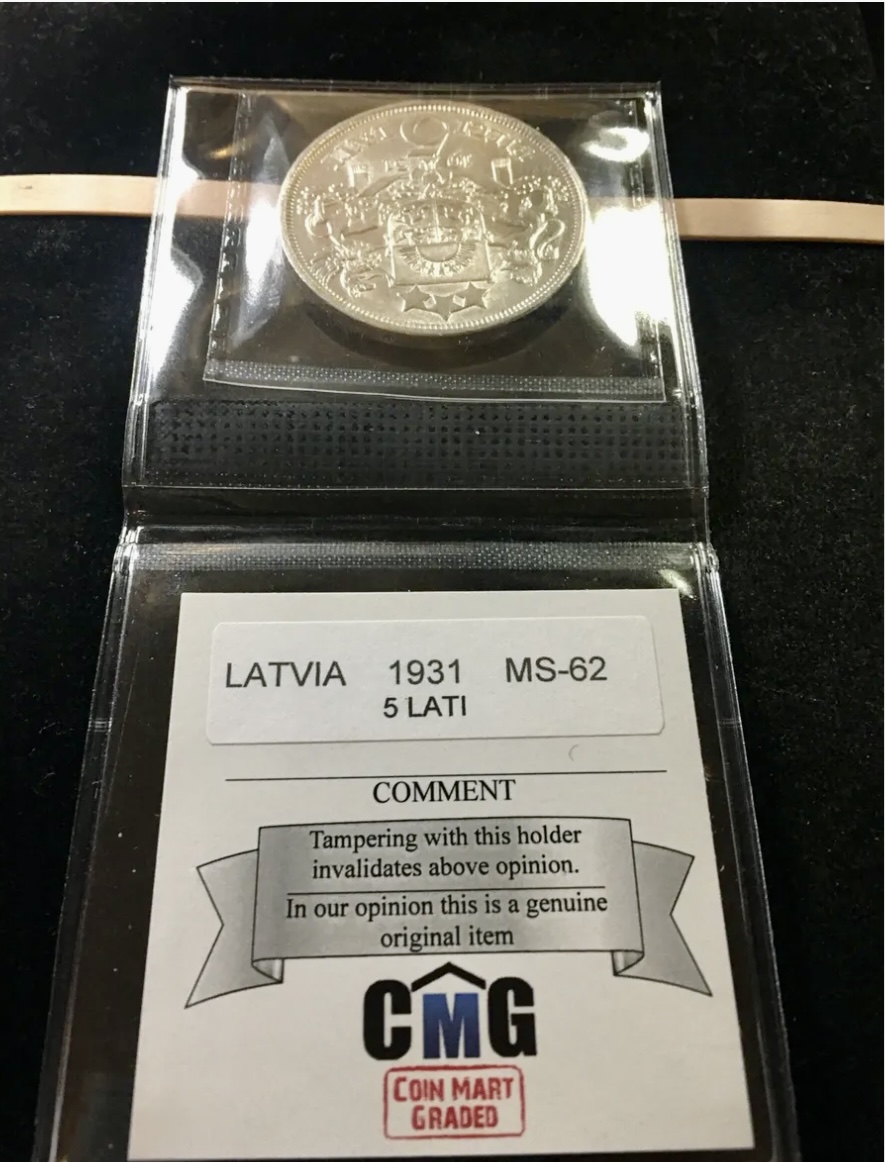 LATVIA 1931 MS-62
5 LATI
COMMENT
Tampering with this holder
invalidates above opinion.
In our opinion this is a genuine
original item
CMG
COIN MART
GRADED